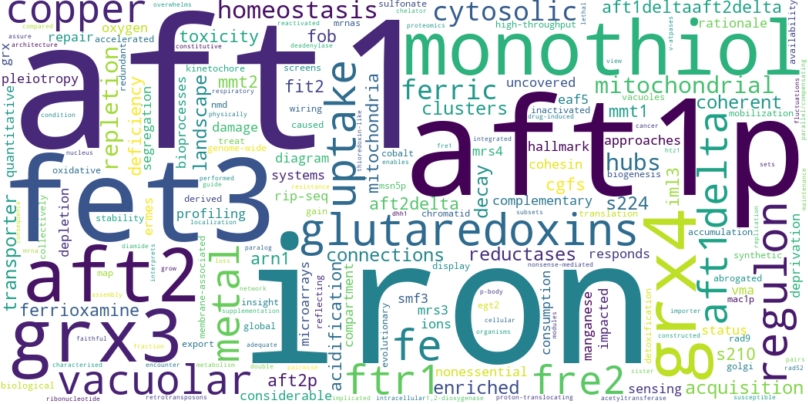 copper
homeostasis
cytosolic
aft1deltaaft2delta
overwhelms
mrnas
reactivated
sulfonate
chelator
proteomics
high-throughput
lethal
compared
architecture
assure
accelerated
oxygen
repair
toxicity
fob
constitutive
deadenylase
rationale
availability
grx
aft1
monothiol
pleiotropy
redundant
kinetochore
screens
mmt2
fit2
uptake
ferric
uncovered
v-atpases
view
mitochondrial
quantitative
repletion
deficiency
segregation
bioprocesses
landscape
respiratory
nmd
physically
wiring
caused
mitochondria
clusters
eaf5
inactivated
drug-induced
mmt1
coherent
fluctuations
damage
genome-wide
treat
hallmark
approaches
vacuoles
mobilization
fet3
aft1p
hubs
condition
nucleus
oxidative
diagram
cobalt
enables
mrs4
thioredoxin-like
fre1
integrated
cancer
cohesin
biogenesis
hcz1
sets
performed
guide
systems
rip-seq
msn5p
resistance
localization
decay
cgfs
iml3
aft1delta
derived
stability
profiling
gain
aft2delta
complementary
s224
transporter
collectively
depletion
ermes
paralog
dhh1
chromatid
subsets
translation
accumulation
synthetic
regulon
deprivation
aft2
metal
glutaredoxins
grx4
map
diamide
interprets
grow
membrane-associated
arn1
connections
reductases
responds
abrogated
vma
mac1p
importer
constructed
ferrioxamine
less
network
supplementation
insight
global
microarrays
reflecting
acidification
compartment
iron
smf3
display
nonsense-mediated
p-body
egt2
cellular
organisms
modules
consumption
manganese
impacted
detoxification
status
rad9
s210
golgi
pairs
rad52
grx3
mrs3
ions
evolutionary
fe
assembly
faithful
encounter
export
adequate
characterised
metabolism
fraction
double
pairwise
vacuolar
aft2p
ftr1
nonessential
fre2
sensing
acquisition
sister
biological
considerable
enriched
implicated
intracellular
1,2-dioxygenase
proton-translocating
acetyltransferase
susceptible
ribonucleotide
retrotransposons